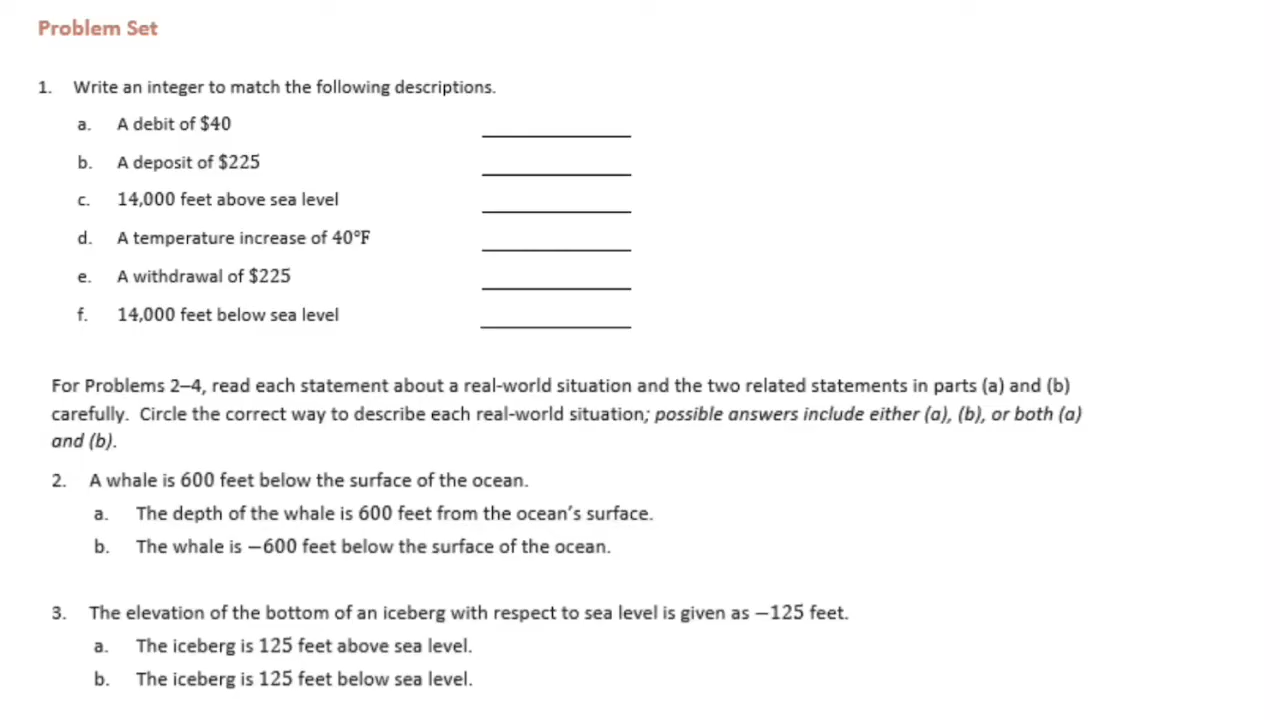 Problem Set
1. Write an integer to match the following descriptions.
a. A debit of $40
b. A deposit of $225
c. 14,000 feet above sea level
d. A temperature increase of 40°F
e. A withdrawal of $225
f. 14,000 feet below sea level
For Problems 2–4, read each statement about a real-world situation and the two related statements in parts (a) and (b)
carefully. Circle the correct way to describe each real-world situation; possible answers include either (a), (b), or both (a)
and (b).
2. A whale is 600 feet below the surface of the ocean.
a. The depth of the whale is 600 feet from the ocean’s surface.
b. The whale is −600 feet below the surface of the ocean.
3. The elevation of the bottom of an iceberg with respect to sea level is given as −125 feet.
a. The iceberg is 125 feet above sea level.
b. The iceberg is 125 feet below sea level.